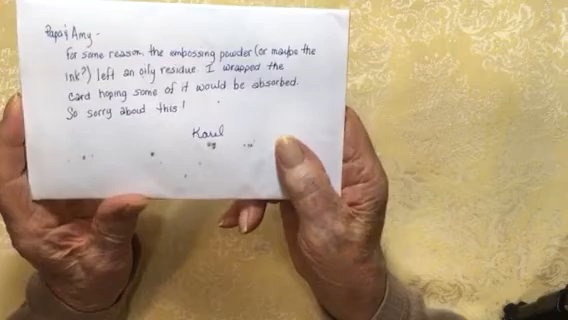 Papa & Amy -
For some reason, the embossing powder (or maybe the
ink?) left an oily residue. I wrapped the
card hoping some of it would be absorbed.
So sorry about this!